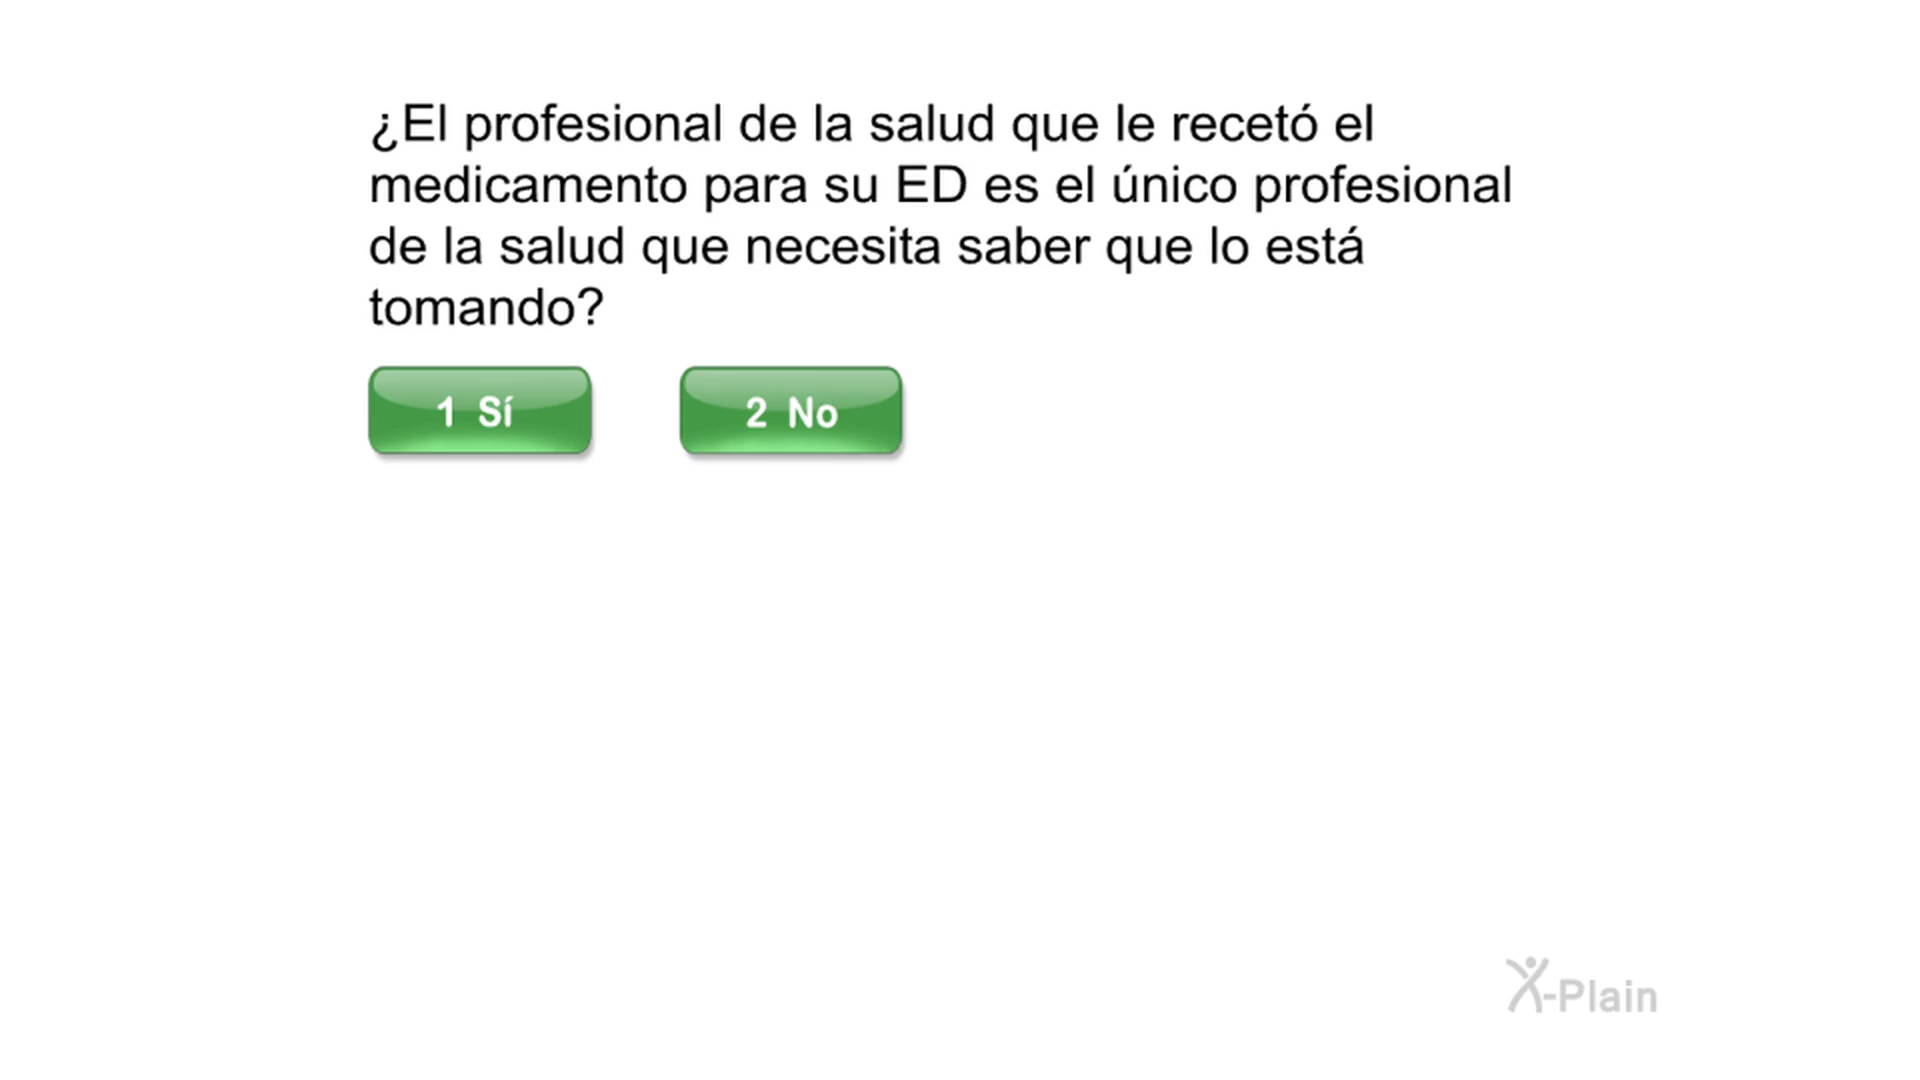 ¿El profesional de la salud que le recetó el
medicamento para su ED es el único profesional
de la salud que necesita saber que lo está
tomando?
1 Sí
2 No
X-Plain